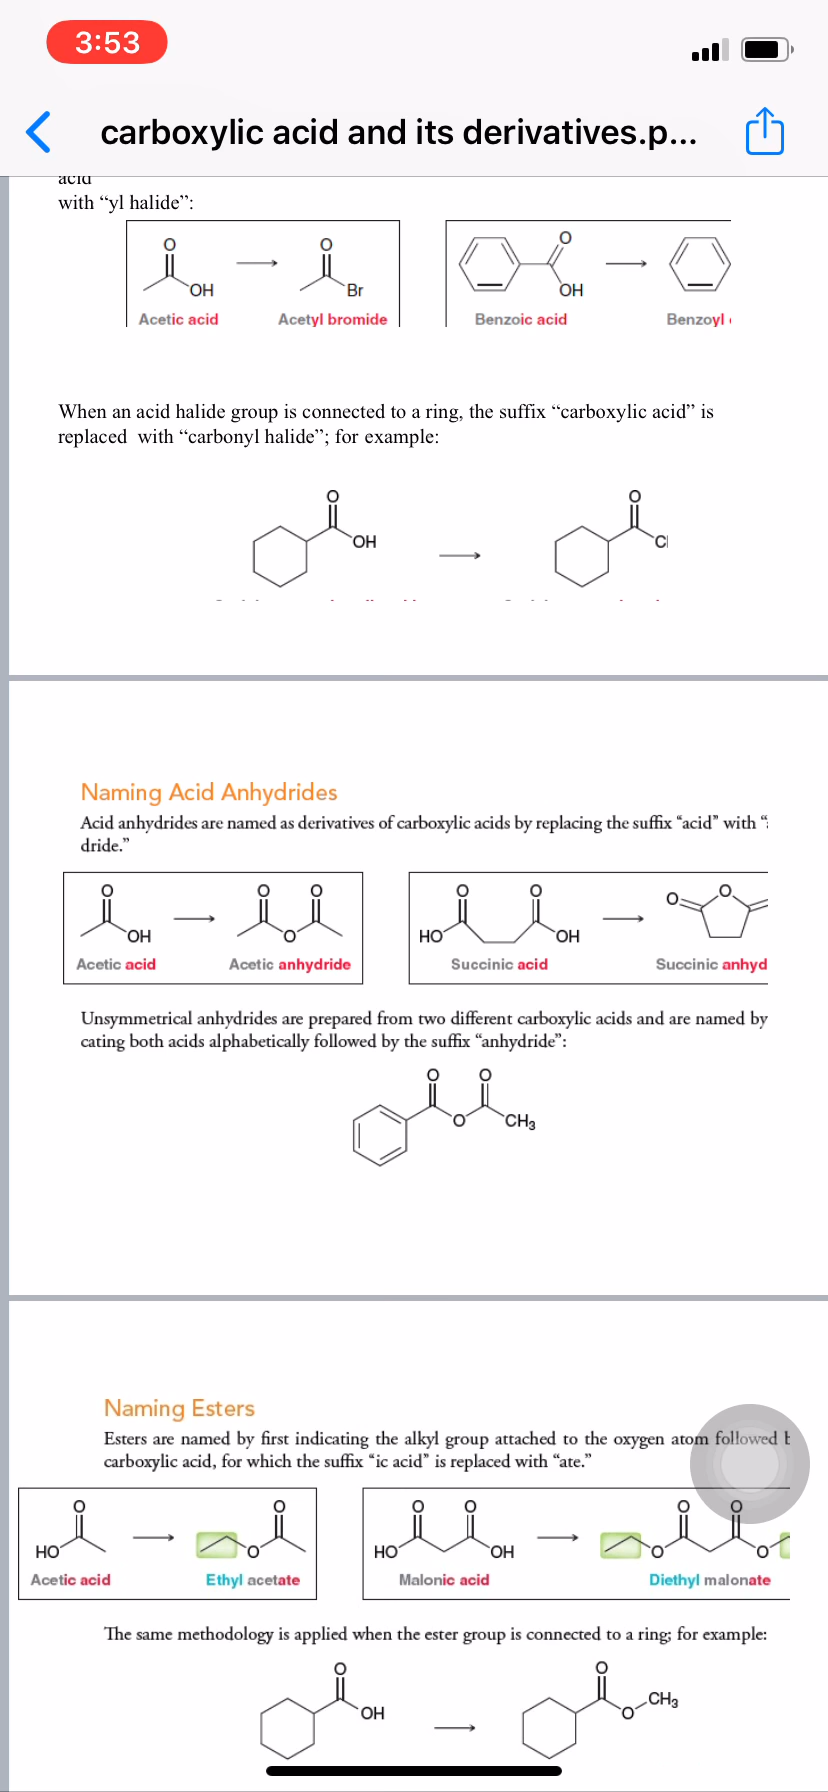 3:53
carboxylic acid and its derivatives.p...
acid
with “yl halide”:
O O O
OH Br OH
Acetic acid Acetyl bromide Benzoic acid Benzoyl
When an acid halide group is connected to a ring, the suffix “carboxylic acid” is
replaced with “carbonyl halide”; for example:
O O
OH Cl
Naming Acid Anhydrides
Acid anhydrides are named as derivatives of carboxylic acids by replacing the suffix “acid” with “
dride.”
O O O O O O O
OH O HO OH
Acetic acid Acetic anhydride Succinic acid Succinic anhyd
Unsymmetrical anhydrides are prepared from two different carboxylic acids and are named by
cating both acids alphabetically followed by the suffix “anhydride”:
O O
O CH3
Naming Esters
Esters are named by first indicating the alkyl group attached to the oxygen atom followed
carboxylic acid, for which the suffix “ic acid” is replaced with “ate.”
O O O O O O
HO O HO OH O O
Acetic acid Ethyl acetate Malonic acid Diethyl malonate
The same methodology is applied when the ester group is connected to a ring; for example:
O O
OH O CH3